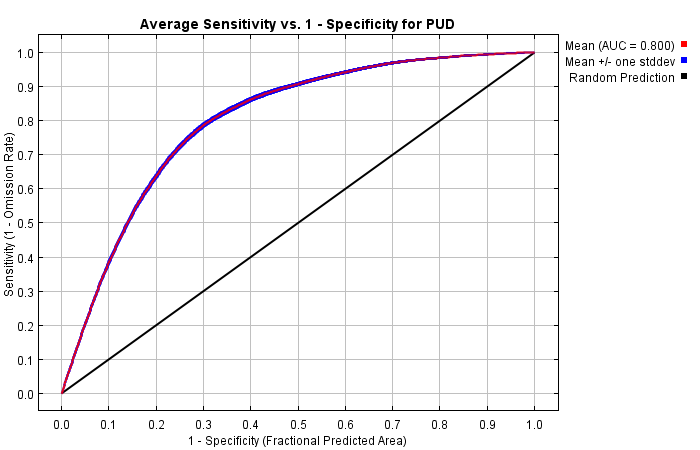 Average Sensitivity vs. 1 - Specificity for PUD
Mean (AUC = 0.800)
Mean +/- one stddev
Random Prediction
Sensitivity (1 - Omission Rate)
1.0
0.9
0.8
0.7
0.6
0.5
0.4
0.3
0.2
0.1
0.0
0.0 0.1 0.2 0.3 0.4 0.5 0.6 0.7 0.8 0.9 1.0
1 - Specificity (Fractional Predicted Area)